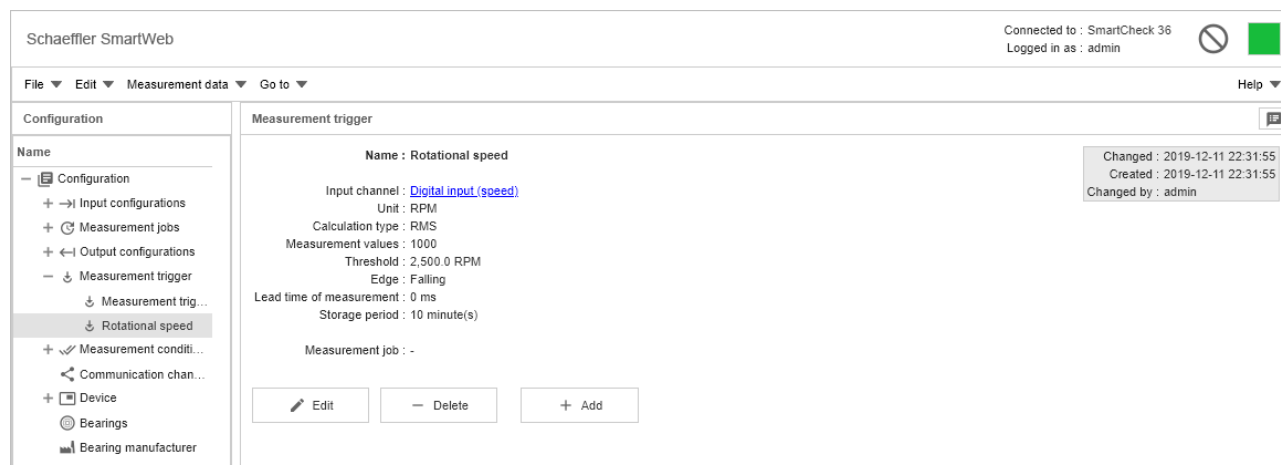 Schaeffler SmartWeb
Connected to : SmartCheck 36
Logged in as : admin
File Edit Measurement data Go to Help
Configuration
Measurement trigger
Name
Configuration
Input configurations
Measurement jobs
Output configurations
Measurement trigger
Measurement trig...
Rotational speed
Measurement conditi...
Communication chan...
Device
Bearings
Bearing manufacturer
Name : Rotational speed
Input channel : Digital input (speed)
Unit : RPM
Calculation type : RMS
Measurement values : 1000
Threshold : 2,500.0 RPM
Edge : Falling
Lead time of measurement : 0 ms
Storage period : 10 minute(s)
Measurement job : -
Edit Delete Add
Changed : 2019-12-11 22:31:55
Created : 2019-12-11 22:31:55
Changed by : admin